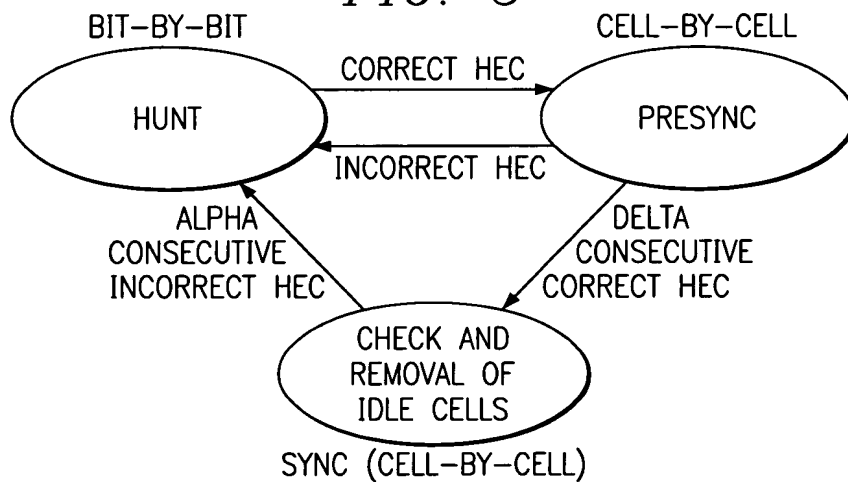 BIT-BY-BIT
CELL-BY-CELL
HUNT
CORRECT HEC
PRESYNC
INCORRECT HEC
ALPHA
CONSECUTIVE
INCORRECT HEC
DELTA
CONSECUTIVE
CORRECT HEC
CHECK AND
REMOVAL OF
IDLE CELLS
SYNC (CELL-BY-CELL)